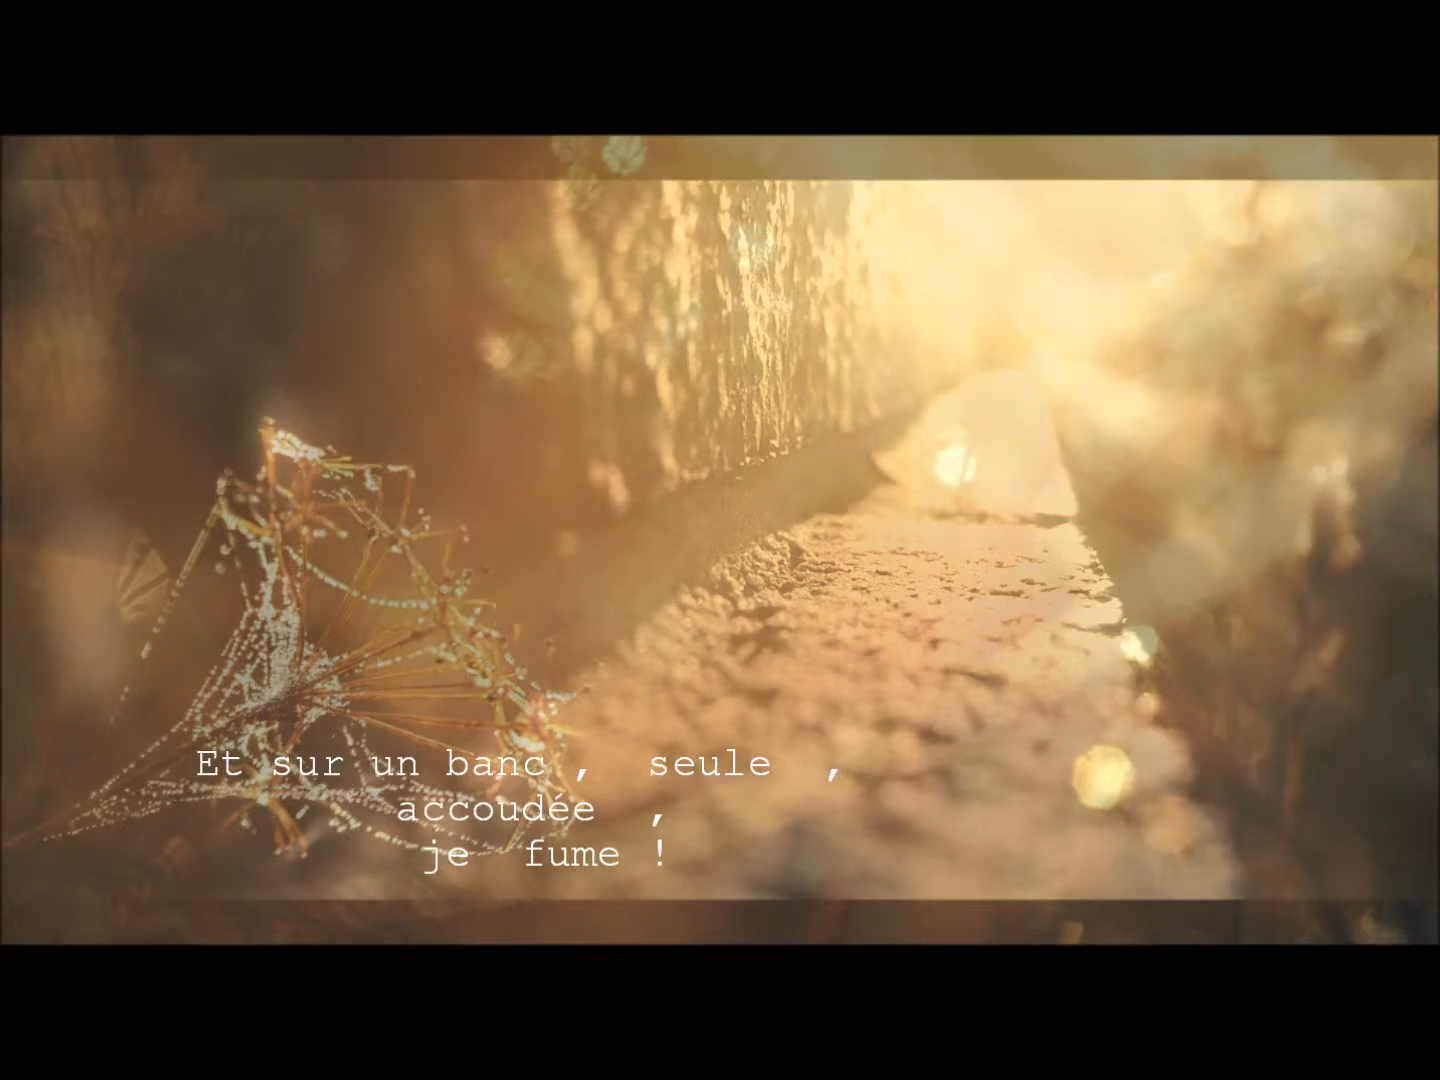 Et sur un banc , seule ,
accoudée ,
je fume !